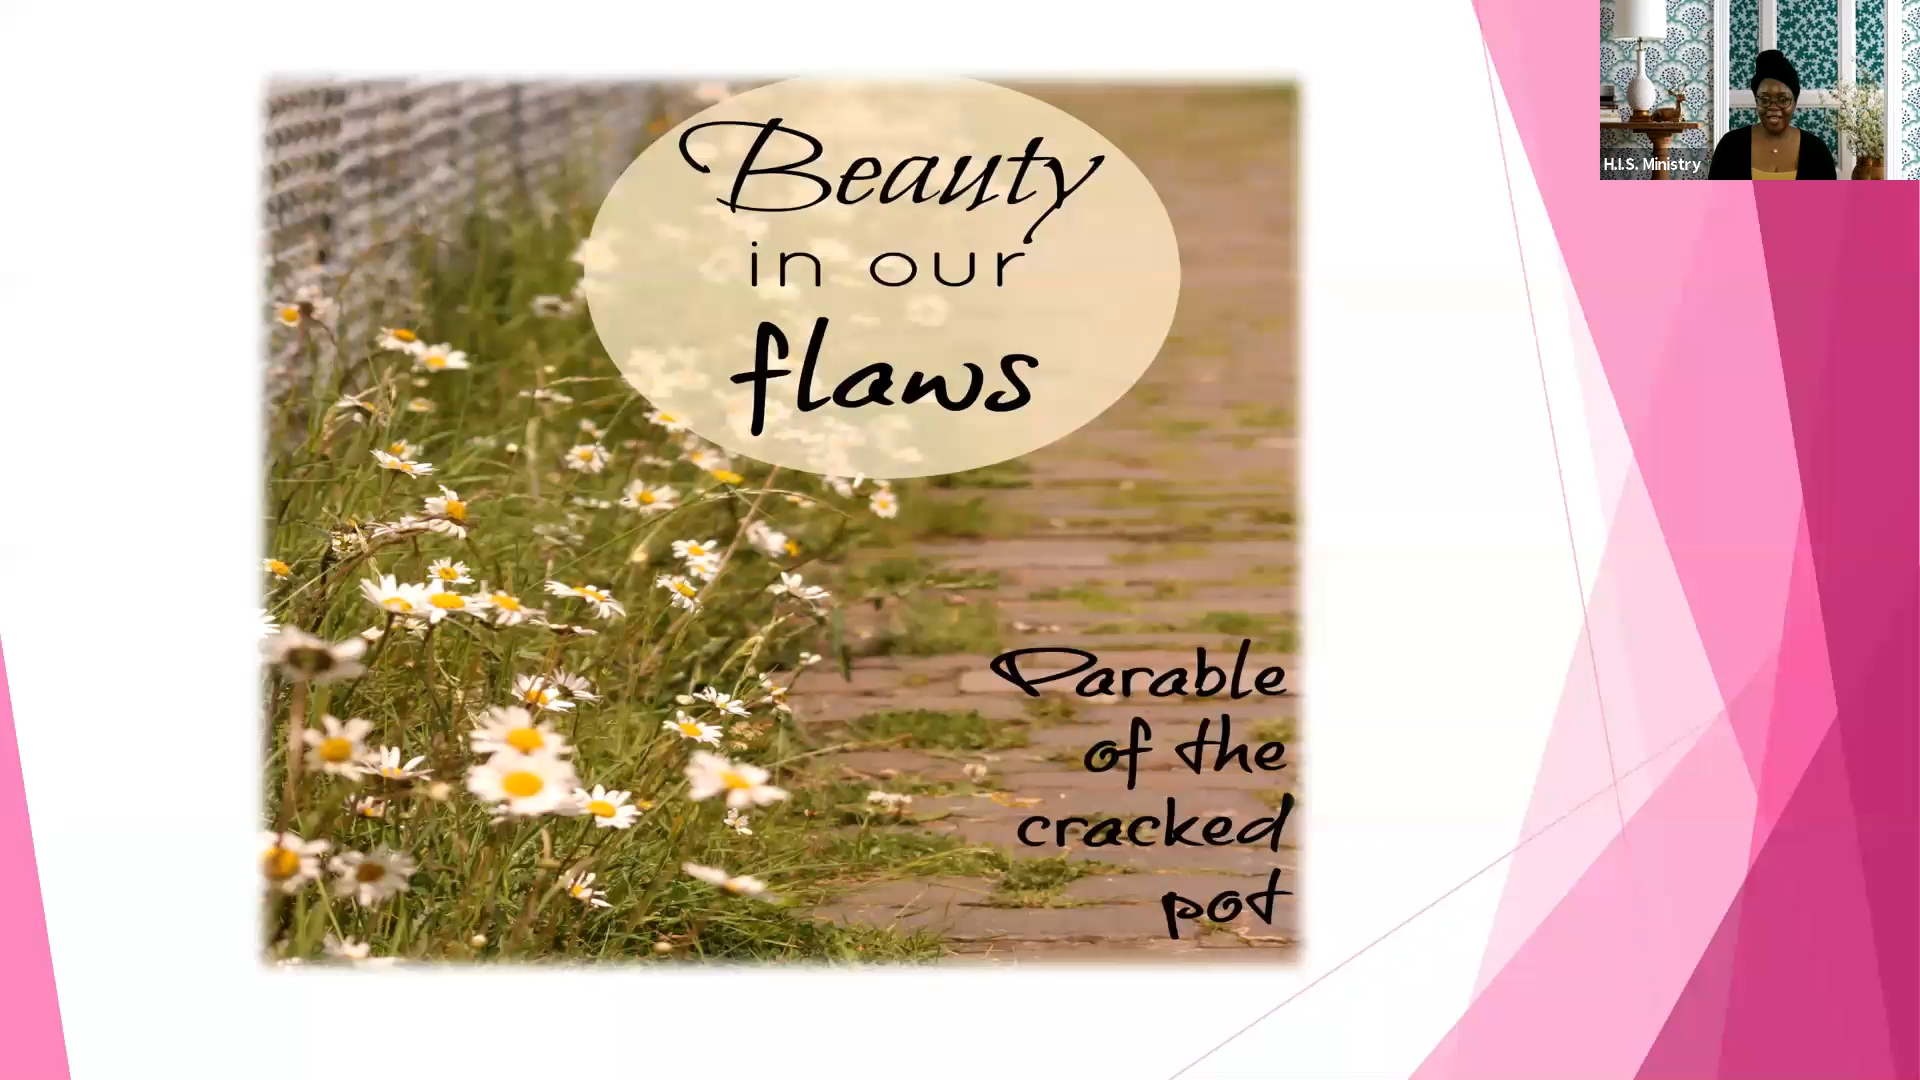 Beauty
in our
flaws
Parable
of the
cracked
pot
H.I.S. Ministry